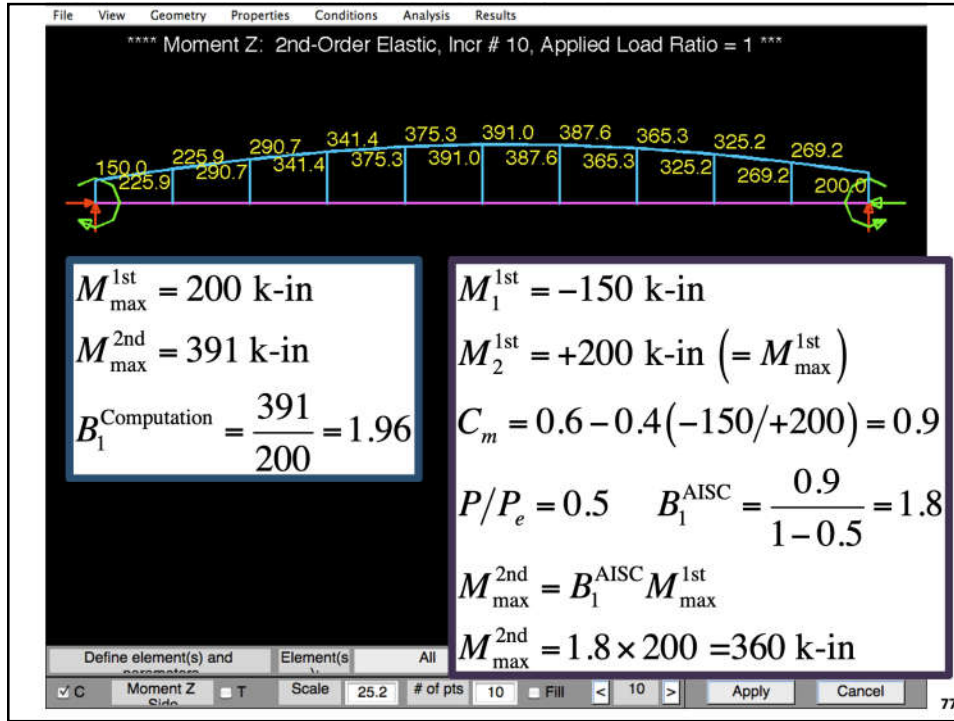 File View Geometry Properties Conditions Analysis Results
**** Moment Z: 2nd-Order Elastic, Incr # 10, Applied Load Ratio = 1 ***
150.0 225.9 290.7 341.4 375.3 391.0 387.6 365.3 325.2 269.2
225.9 290.7 341.4 375.3 391.0 387.6 365.3 325.2 269.2 200.0
M_max^1st = 200 k-in
M_max^2nd = 391 k-in
B_1^Computation = 391/200 = 1.96
M_1^1st = −150 k-in
M_2^1st = +200 k-in (= M_max^1st)
C_m = 0.6 − 0.4(−150/+200) = 0.9
P/P_e = 0.5 B_1^AISC = 0.9/(1 − 0.5) = 1.8
M_max^2nd = B_1^AISC M_max^1st
M_max^2nd = 1.8 × 200 =360 k-in
Define element(s) and Element(s All
C Moment Z T Scale 25.2 # of pts 10 Fill < 10 > Apply Cancel
77